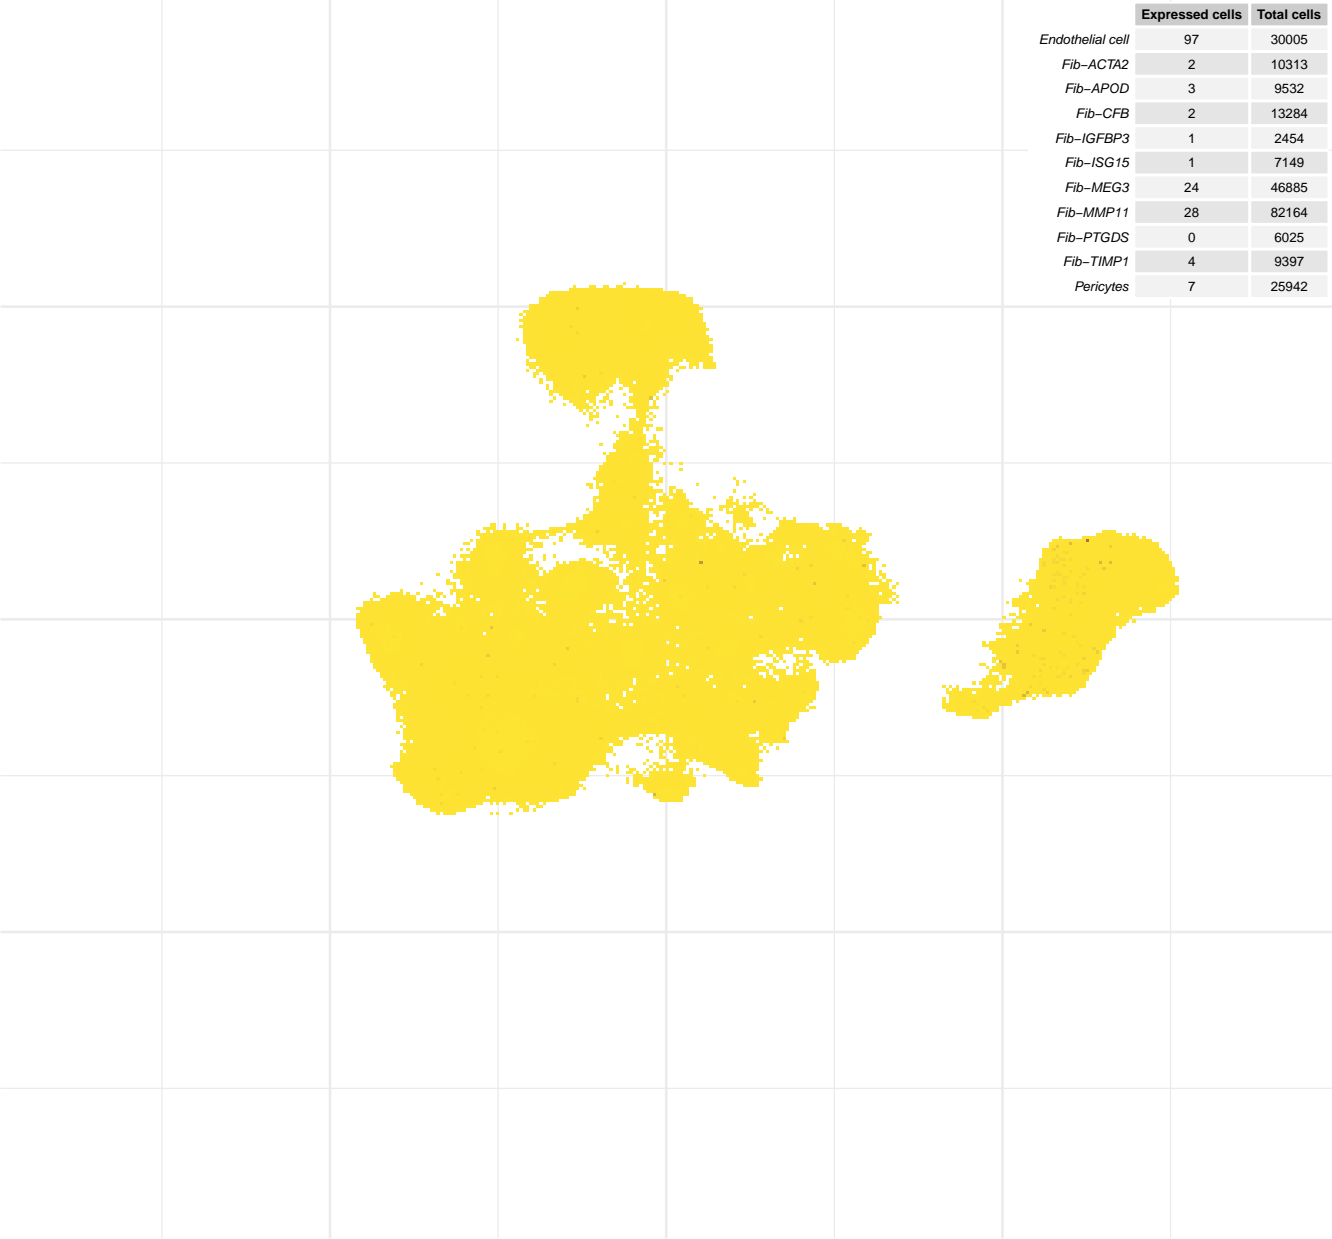 Expressed cells Total cells
Endothelial cell 97 30005
Fib−ACTA2 2 10313
Fib−APOD 3 9532
Fib−CFB 2 13284
Fib−IGFBP3 1 2454
Fib−ISG15 1 7149
Fib−MEG3 24 46885
Fib−MMP11 28 82164
Fib−PTGDS 0 6025
Fib−TIMP1 4 9397
Pericytes 7 25942